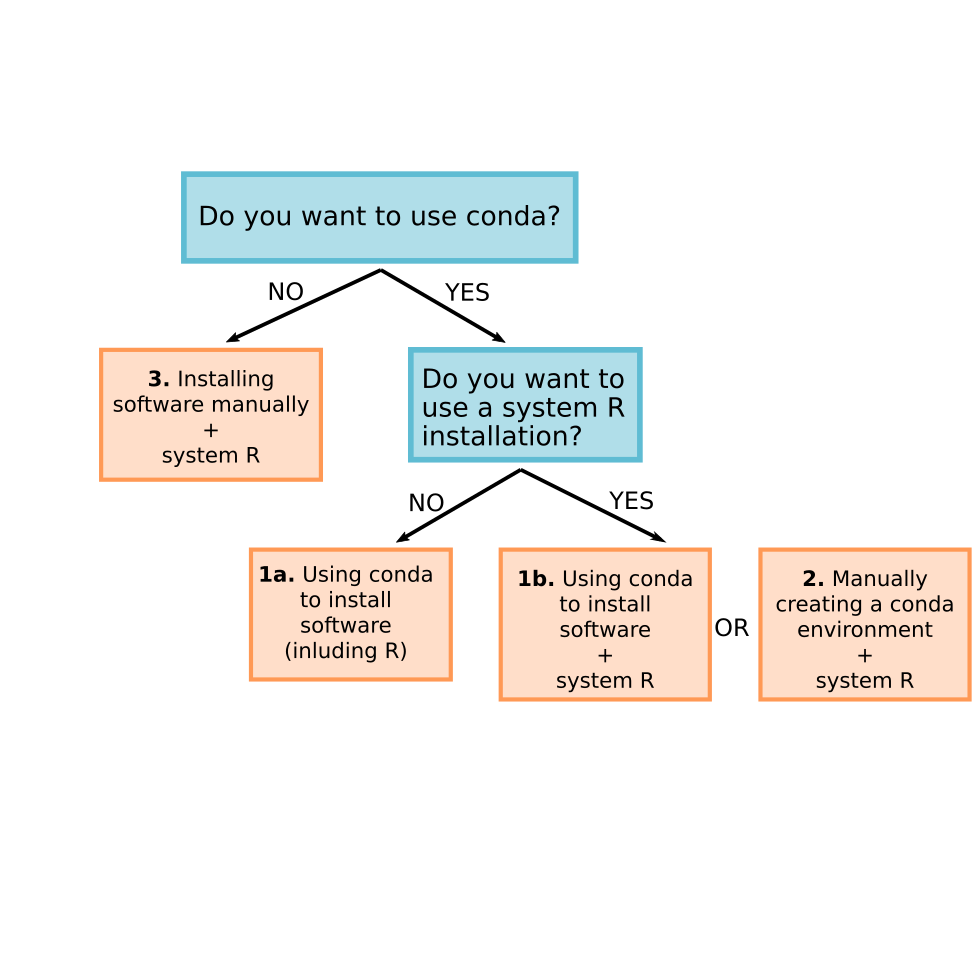 Do you want to use conda?
NO
YES
3. Installing
software manually
+
system R
Do you want to
use a system R
installation?
NO
YES
1a. Using conda
to install
software
(inluding R)
1b. Using conda
to install
software
+
system R
OR
2. Manually
creating a conda
environment
+
system R